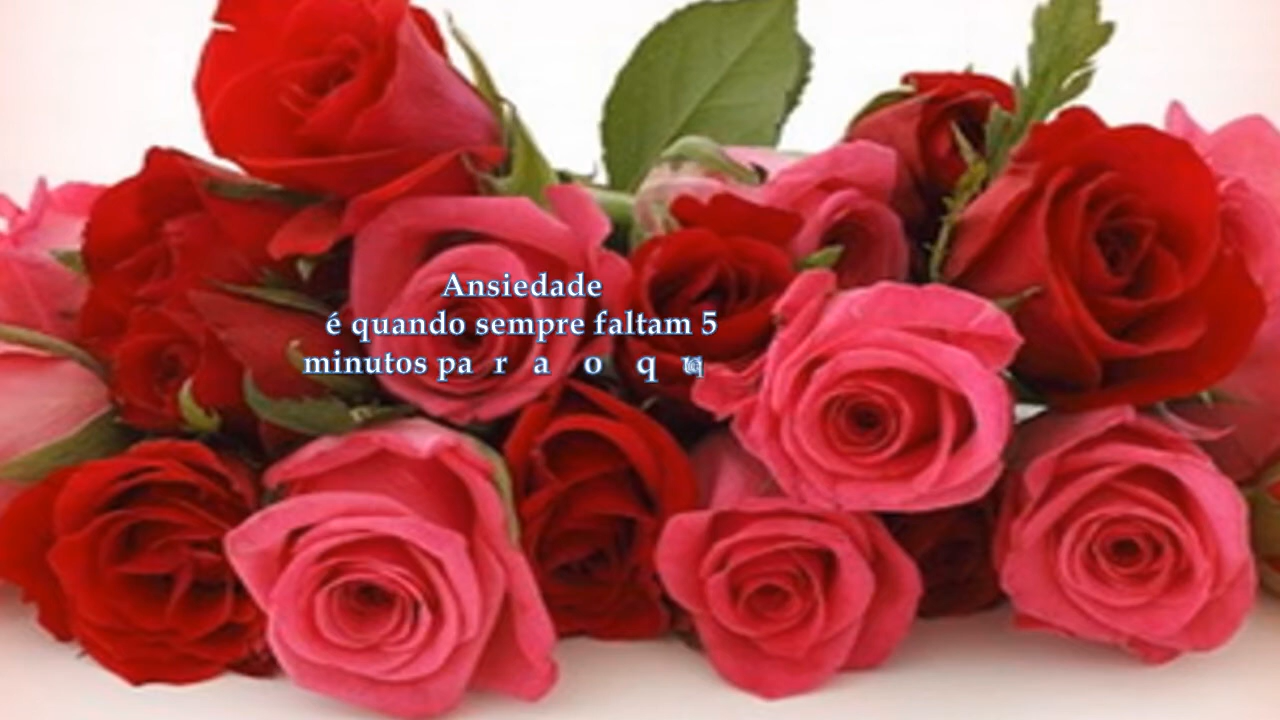 Ansiedade
é quando sempre faltam 5
minutos pa r a o q u